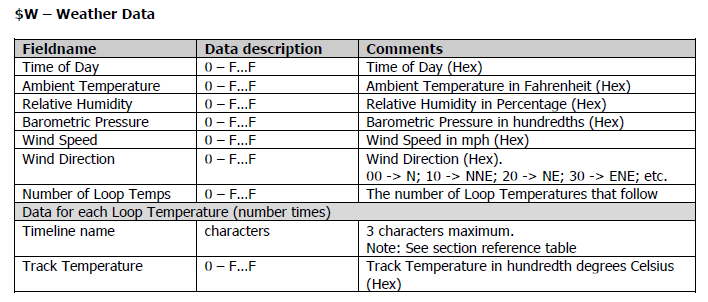 $W – Weather Data
Fieldname Data description Comments
Time of Day 0 – F...F Time of Day (Hex)
Ambient Temperature 0 – F...F Ambient Temperature in Fahrenheit (Hex)
Relative Humidity 0 – F...F Relative Humidity in Percentage (Hex)
Barometric Pressure 0 – F...F Barometric Pressure in hundredths (Hex)
Wind Speed 0 – F...F Wind Speed in mph (Hex)
Wind Direction 0 – F...F Wind Direction (Hex).
00 -> N; 10 -> NNE; 20 -> NE; 30 -> ENE; etc.
Number of Loop Temps 0 – F...F The number of Loop Temperatures that follow
Data for each Loop Temperature (number times)
Timeline name characters 3 characters maximum.
Note: See section reference table
Track Temperature 0 – F...F Track Temperature in hundredth degrees Celsius
(Hex)